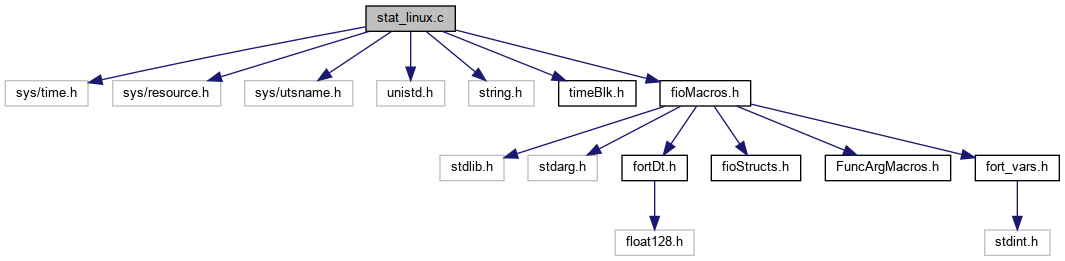 stat_linux.c
sys/time.h
sys/resource.h
sys/utsname.h
unistd.h
string.h
timeBlk.h
fioMacros.h
stdlib.h
stdarg.h
fortDt.h
fioStructs.h
FuncArgMacros.h
fort_vars.h
float128.h
stdint.h